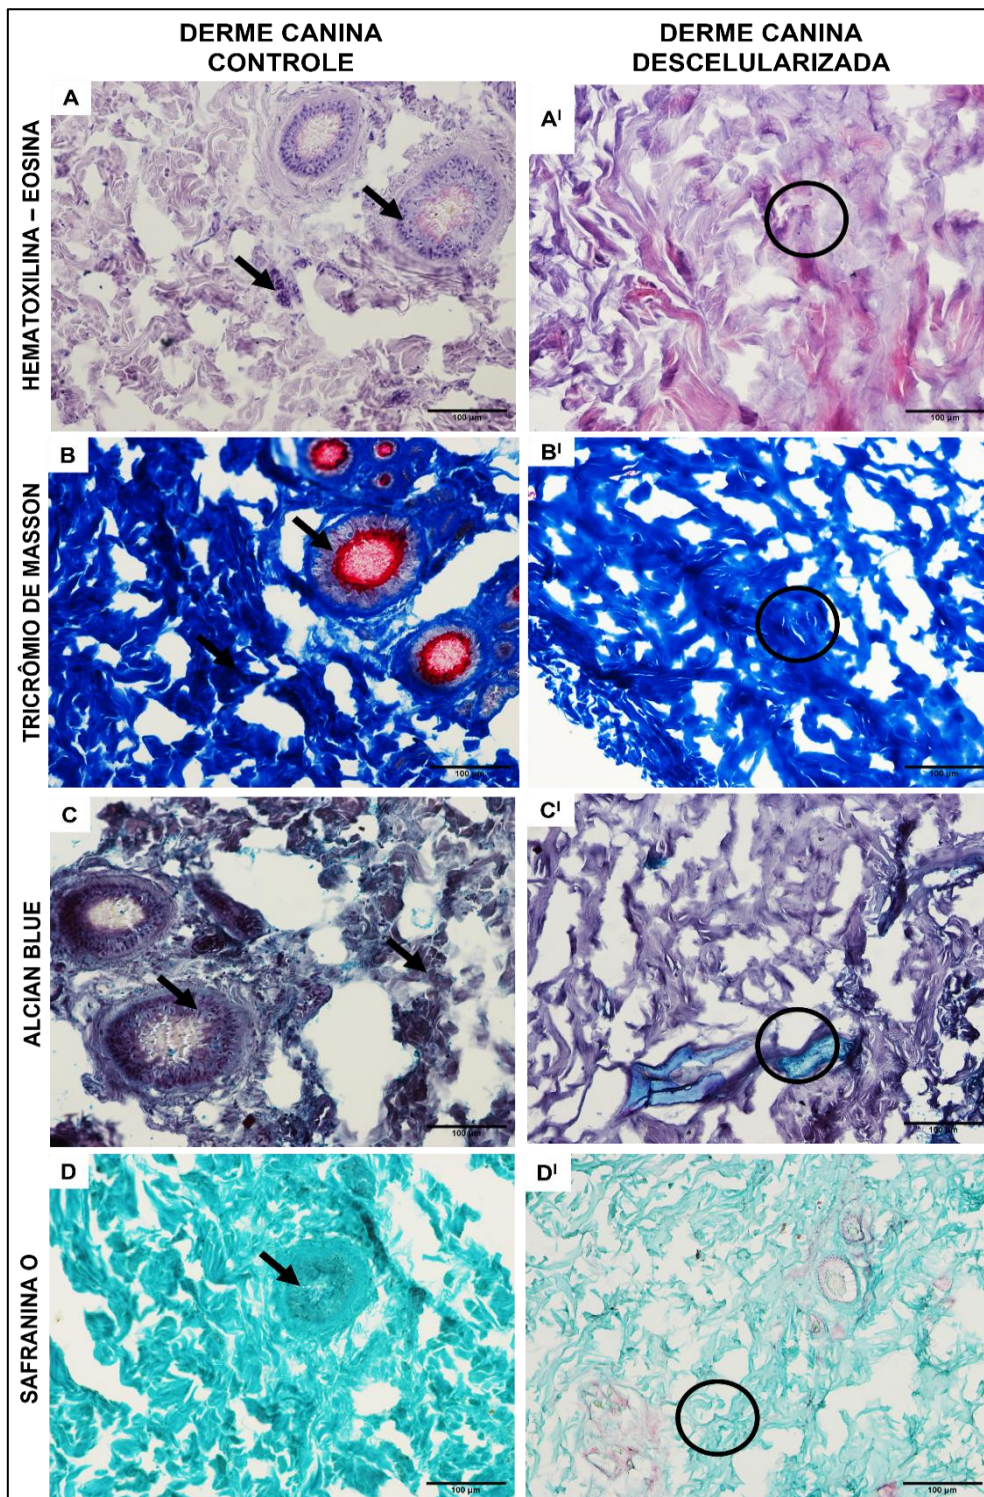 DERME CANINA
CONTROLE
DERME CANINA
DESCELULARIZADA
HEMATOXILINA – EOSINA
A
100 µm
Aᴵ
100 µm
TRICRÔMIO DE MASSON
B
100 µm
Bᴵ
100 µm
ALCIAN BLUE
C
100 µm
Cᴵ
100 µm
SAFRANINA O
D
100 µm
Dᴵ
100 µm